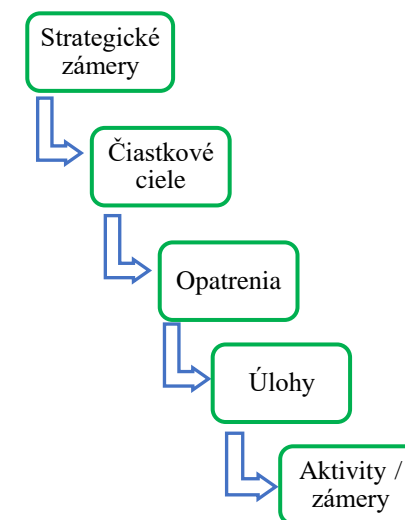 Strategické
zámery
Čiastkové
ciele
Opatrenia
Úlohy
Aktivity /
zámery